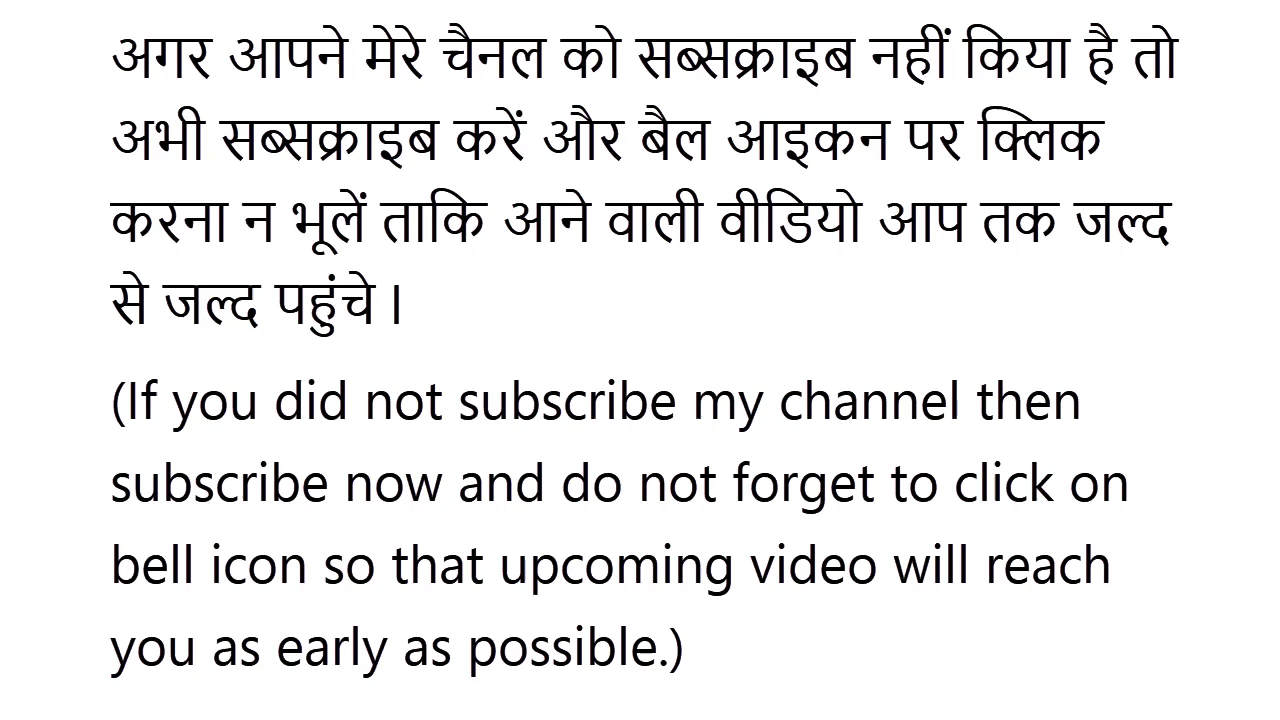 अगर आपने मेरे चैनल को सब्सक्राइब नहीं किया है तो
अभी सब्सक्राइब करें और बैल आइकन पर क्लिक
करना न भूलें ताकि आने वाली वीडियो आप तक जल्द
से जल्द पहुंचे।
(If you did not subscribe my channel then
subscribe now and do not forget to click on
bell icon so that upcoming video will reach
you as early as possible.)